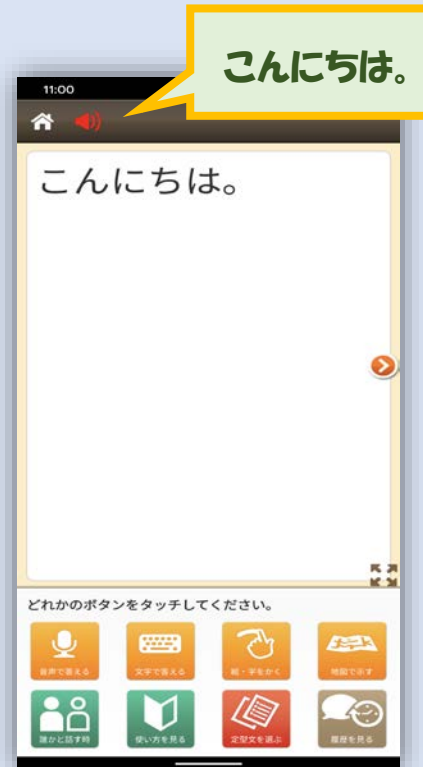 こんにちは。
11:00
こんにちは。
どれかのボタンをタッチしてください。
音声で答える
文字で答える
絵・字をかく
地図で示す
誰かと話す時
使い方を見る
定型文を選ぶ
履歴を見る